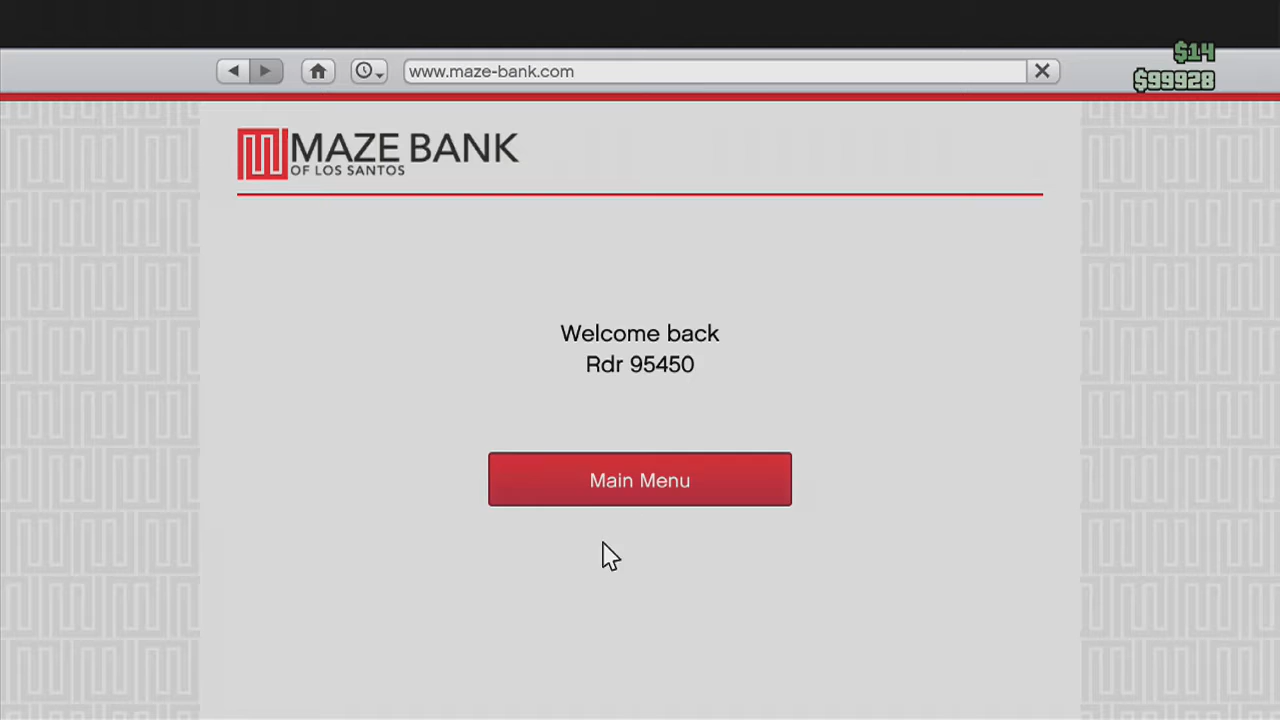 $14
www.maze-bank.com
$99928
MAZE BANK
OF LOS SANTOS
Welcome back
Rdr 95450
Main Menu